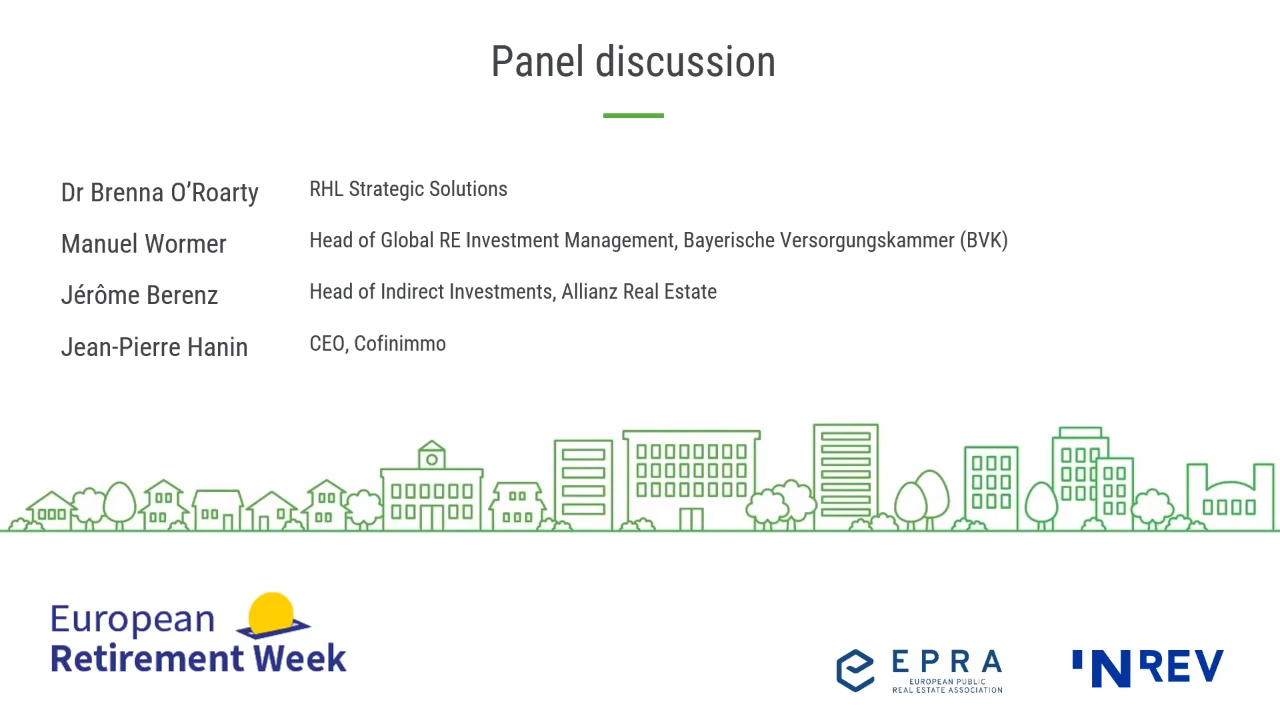 Panel discussion
Dr Brenna O’Roarty RHL Strategic Solutions
Manuel Wormer Head of Global RE Investment Management, Bayerische Versorgungskammer (BVK)
Jérôme Berenz Head of Indirect Investments, Allianz Real Estate
Jean-Pierre Hanin CEO, Cofinimmo
European
Retirement Week
EPRA
EUROPEAN PUBLIC
REAL ESTATE ASSOCIATION
INREV